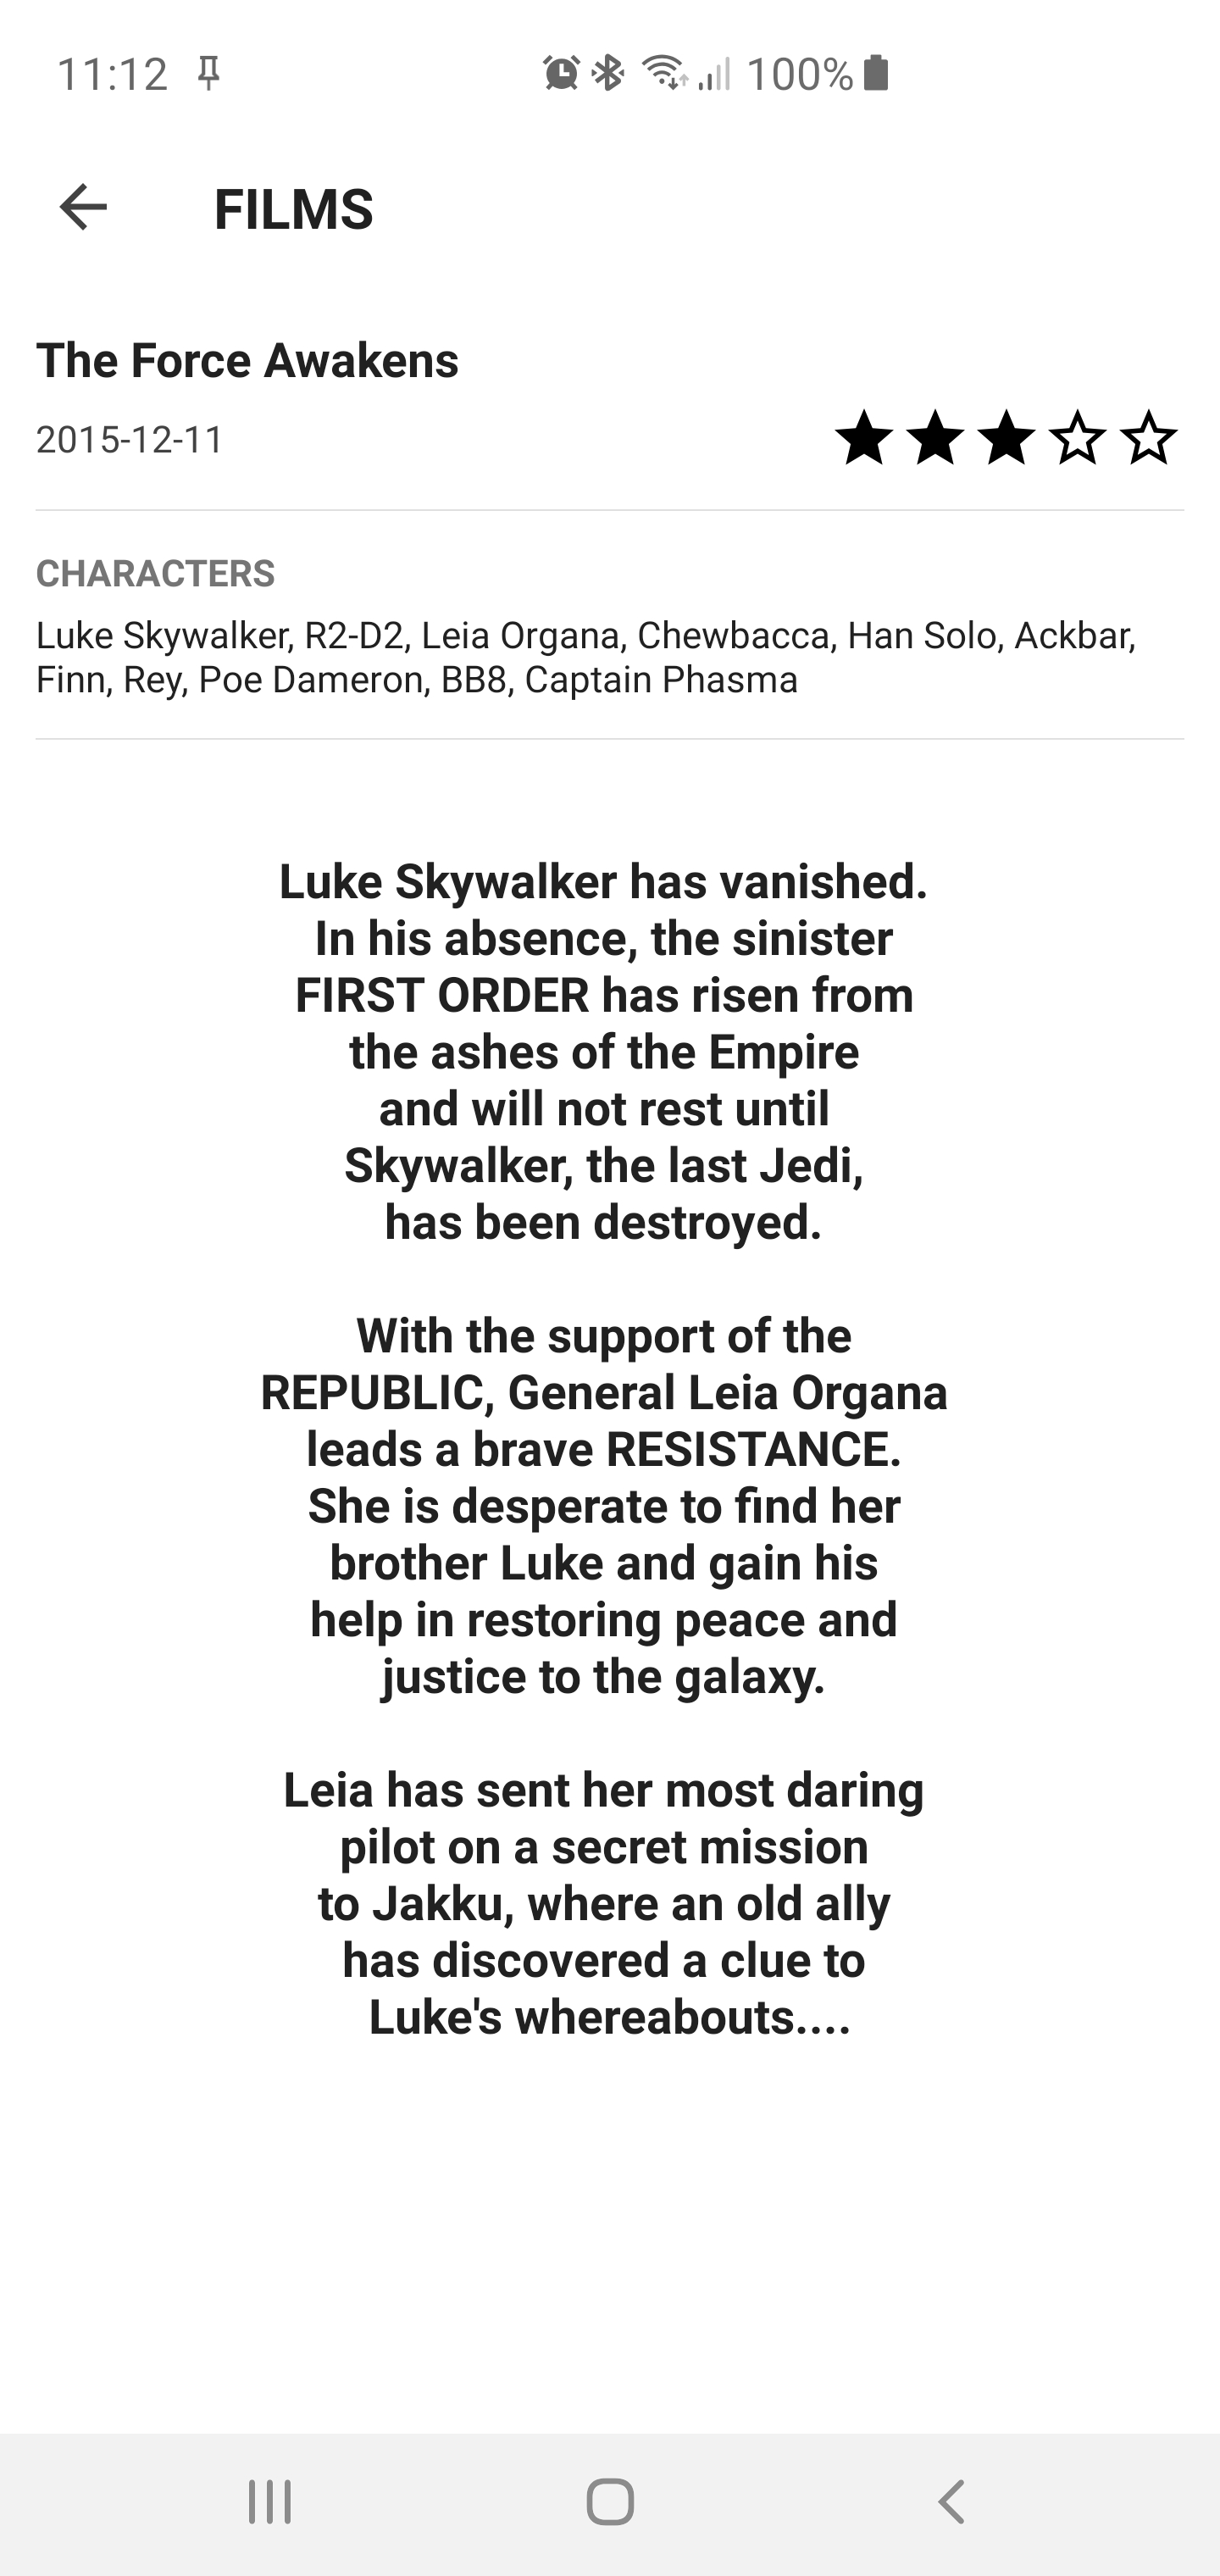 11:12
100%
FILMS
The Force Awakens
2015-12-11
CHARACTERS
Luke Skywalker, R2-D2, Leia Organa, Chewbacca, Han Solo, Ackbar,
Finn, Rey, Poe Dameron, BB8, Captain Phasma
Luke Skywalker has vanished.
In his absence, the sinister
FIRST ORDER has risen from
the ashes of the Empire
and will not rest until
Skywalker, the last Jedi,
has been destroyed.
With the support of the
REPUBLIC, General Leia Organa
leads a brave RESISTANCE.
She is desperate to find her
brother Luke and gain his
help in restoring peace and
justice to the galaxy.
Leia has sent her most daring
pilot on a secret mission
to Jakku, where an old ally
has discovered a clue to
Luke's whereabouts....